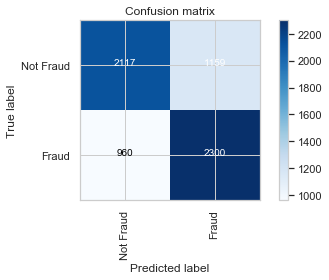 Confusion matrix
True label
Not Fraud
Fraud
2117
1159
960
2300
Not Fraud
Fraud
Predicted label
2200
2000
1800
1600
1400
1200
1000